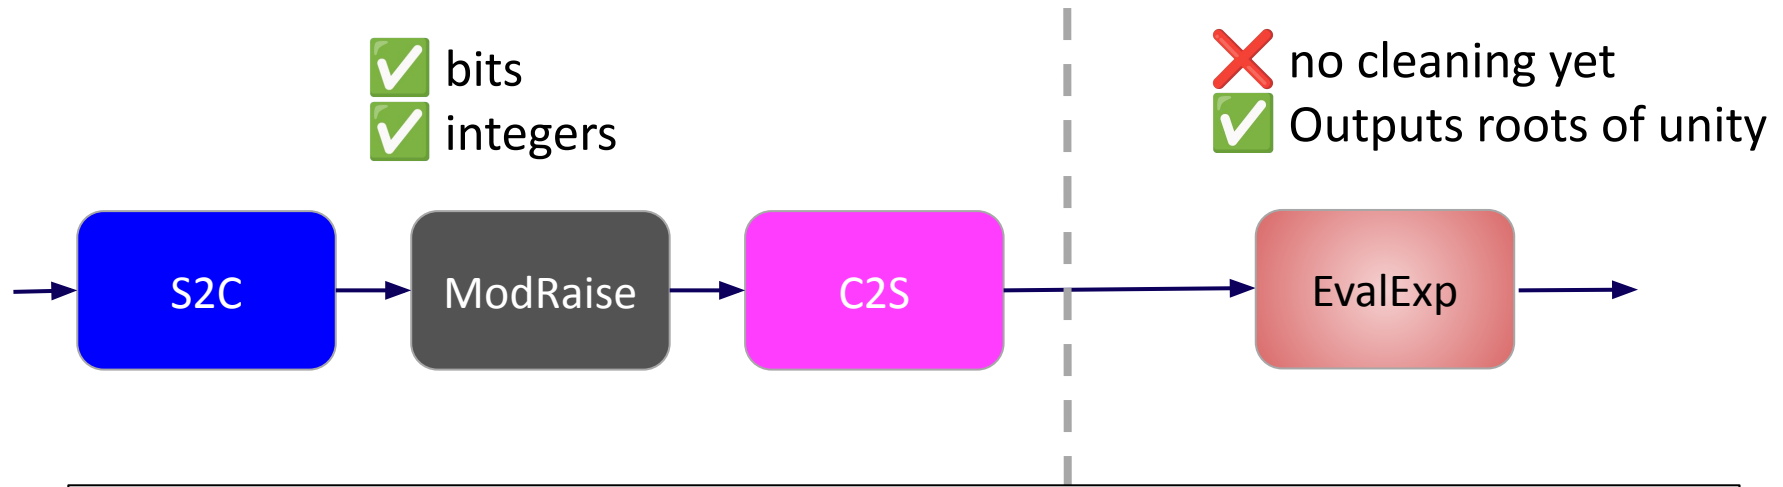 ✅ bits
✅ integers
❌ no cleaning yet
✅ Outputs roots of unity
S2C
ModRaise
C2S
EvalExp